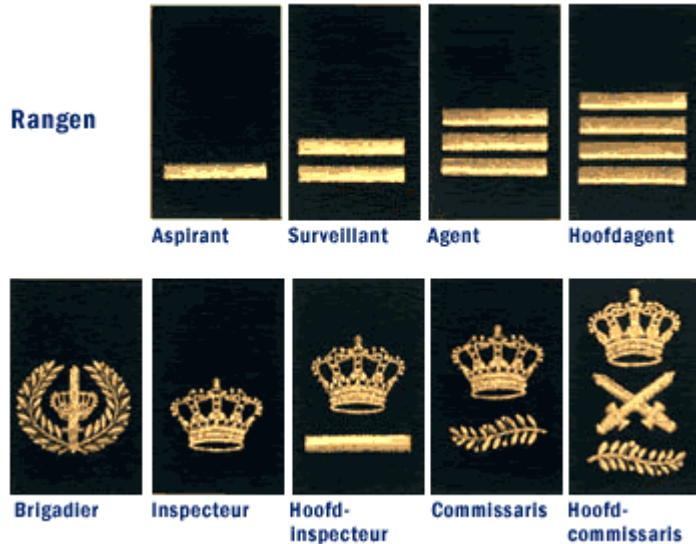 Rangen
Aspirant
Surveillant
Agent
Hoofdagent
Brigadier
Inspecteur
Hoofd-
inspecteur
Commissaris
Hoofd-
commissaris